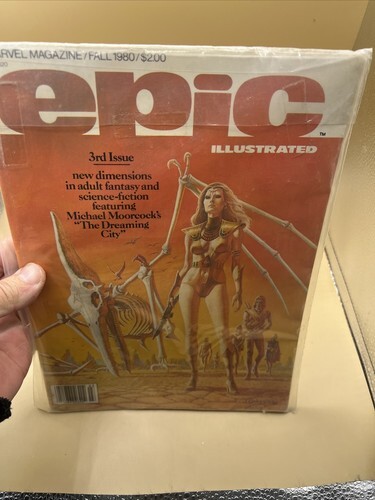 ARVEL MAGAZINE/FALL 1980/$2.00
epic
TM
ILLUSTRATED
3rd Issue
new dimensions
in adult fantasy and
science-fiction
featuring
Michael Moorcock's
"The Dreaming
City"